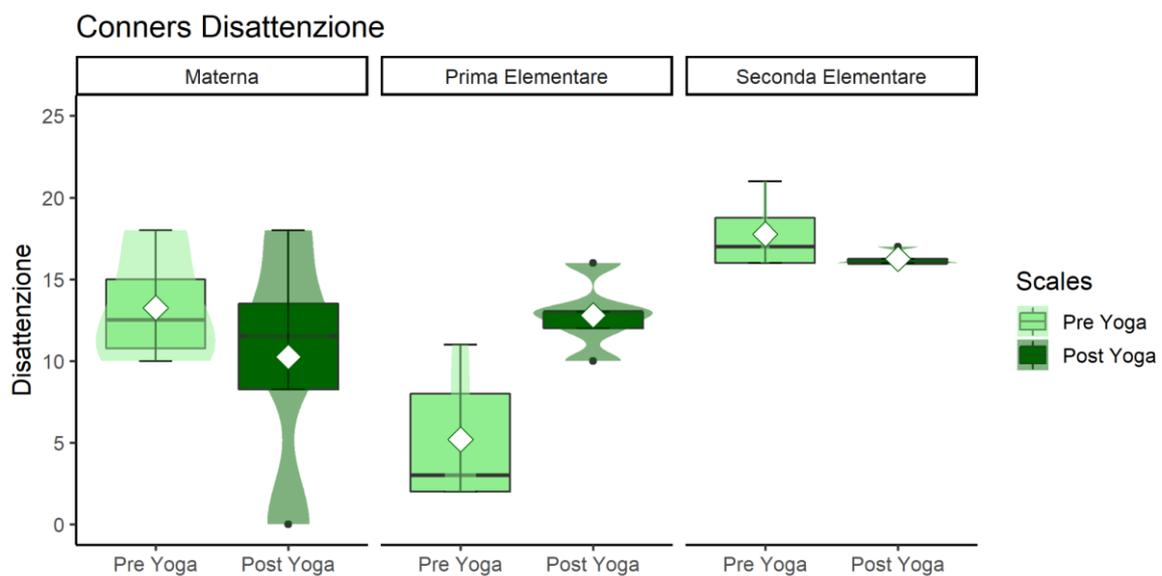 Conners Disattenzione
Materna
Prima Elementare
Seconda Elementare
25
20
15
10
5
0
Disattenzione
Pre Yoga
Post Yoga
Pre Yoga
Post Yoga
Pre Yoga
Post Yoga
Scales
Pre Yoga
Post Yoga